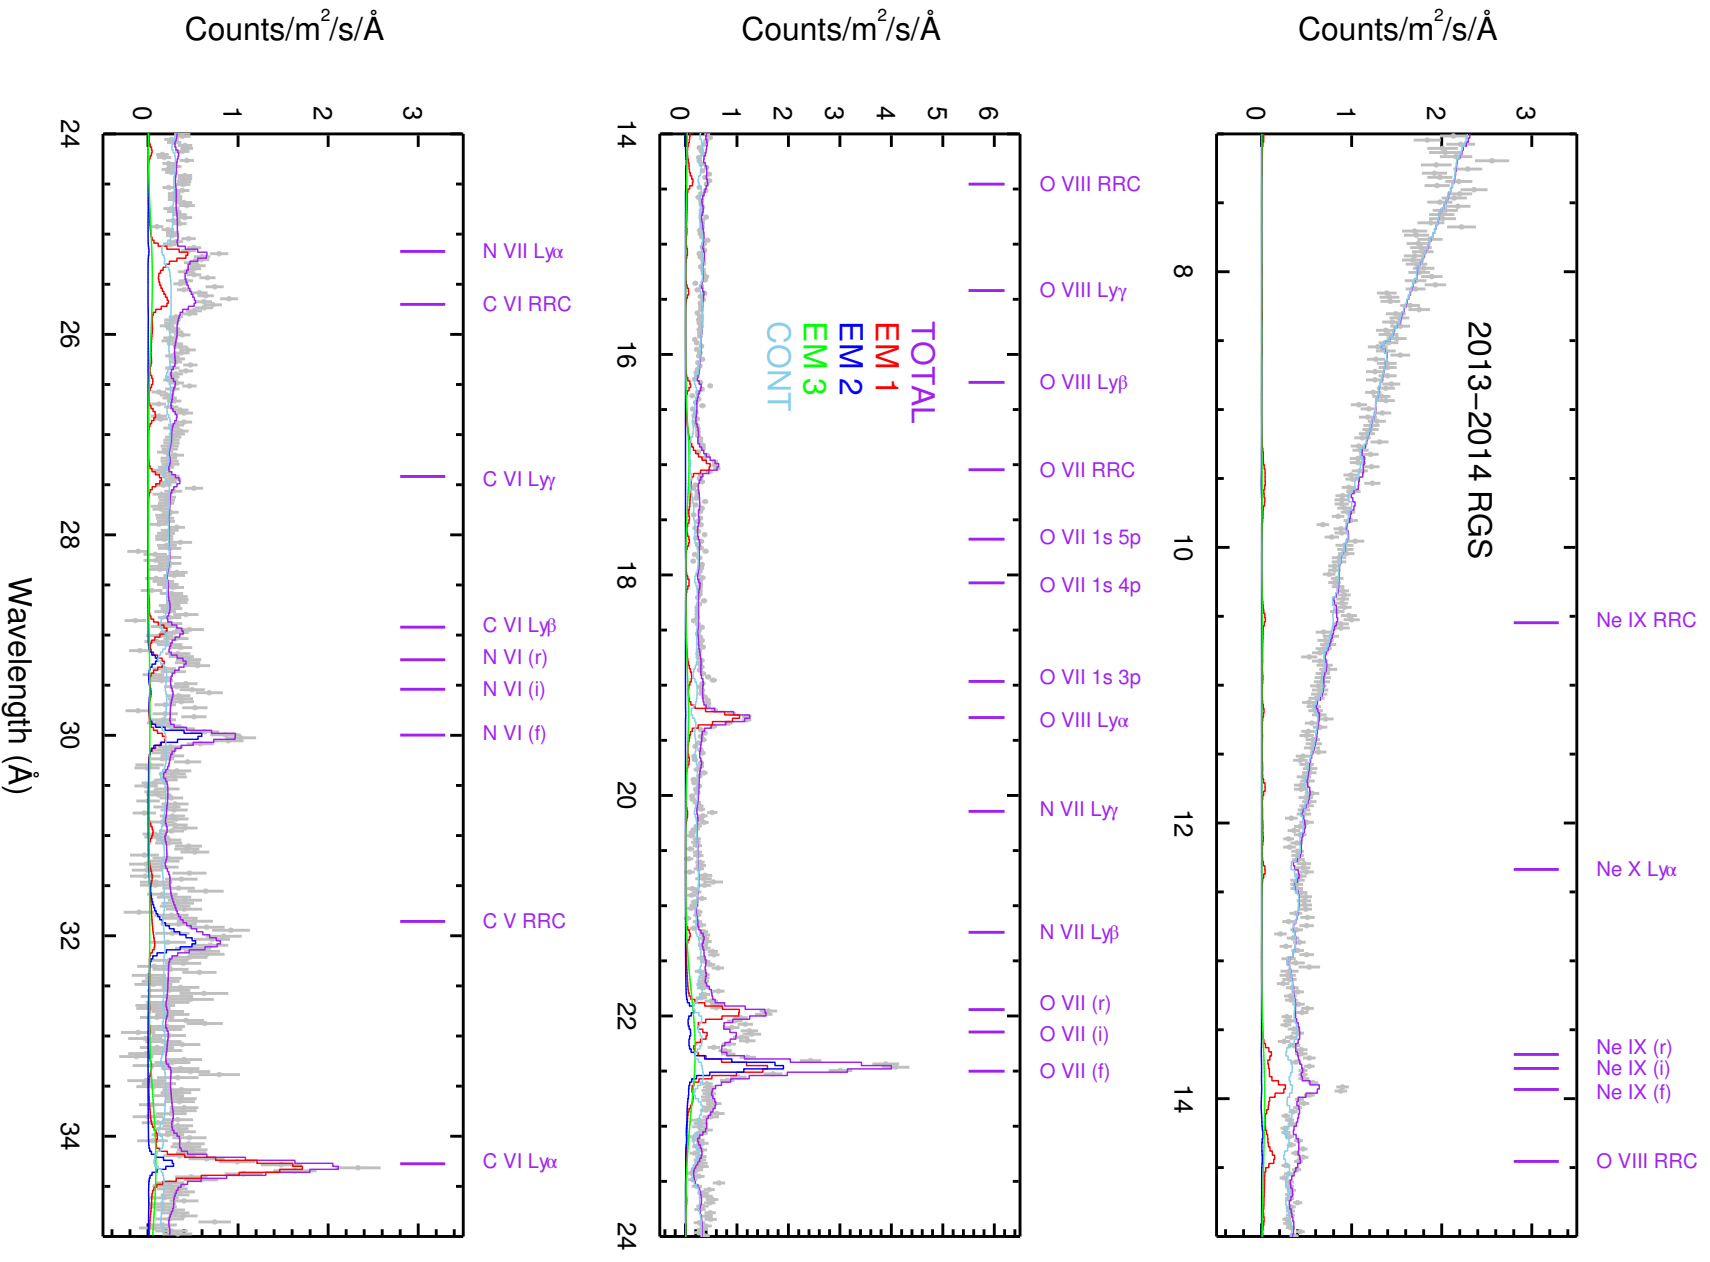 2013−2014 RGS
Counts/m²/s/Å
0 1 2 3
8 10 12 14
Ne IX RRC
Ne X Lyα
Ne IX (r)
Ne IX (i)
Ne IX (f)
O VIII RRC
Counts/m²/s/Å
0 1 2 3 4 5 6
14 16 18 20 22 24
O VIII RRC
O VIII Lyγ
O VIII Lyβ
O VII RRC
O VII 1s 5p
O VII 1s 4p
O VII 1s 3p
O VIII Lyα
N VII Lyγ
N VII Lyβ
O VII (r)
O VII (i)
O VII (f)
TOTAL
EM 1
EM 2
EM 3
CONT
Counts/m²/s/Å
0 1 2 3
24 26 28 30 32 34
N VII Lyα
C VI RRC
C VI Lyγ
C VI Lyβ
N VI (r)
N VI (i)
N VI (f)
C V RRC
C VI Lyα
Wavelength (Å)